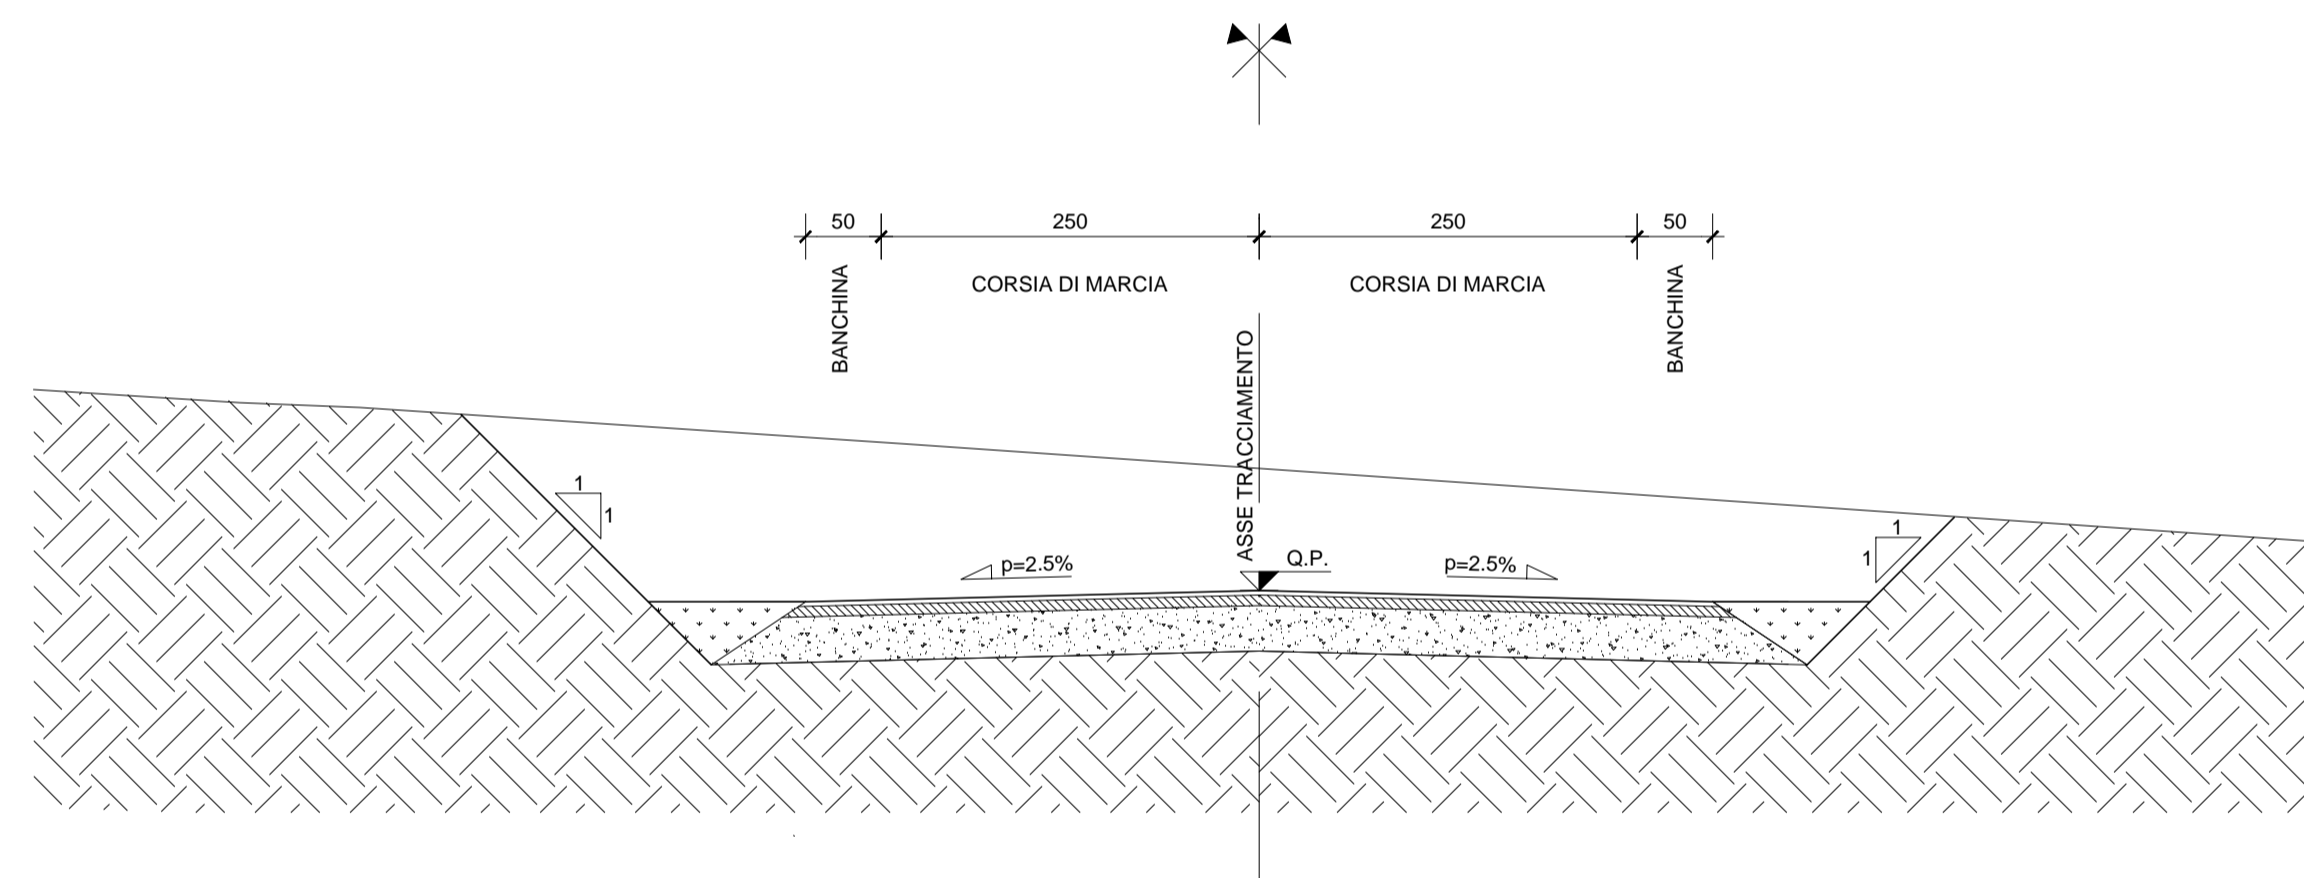 50 250 250 50
BANCHINA CORSIA DI MARCIA CORSIA DI MARCIA BANCHINA
ASSE TRACCIAMENTO
1
1
1
1
p=2.5% Q.P. p=2.5%